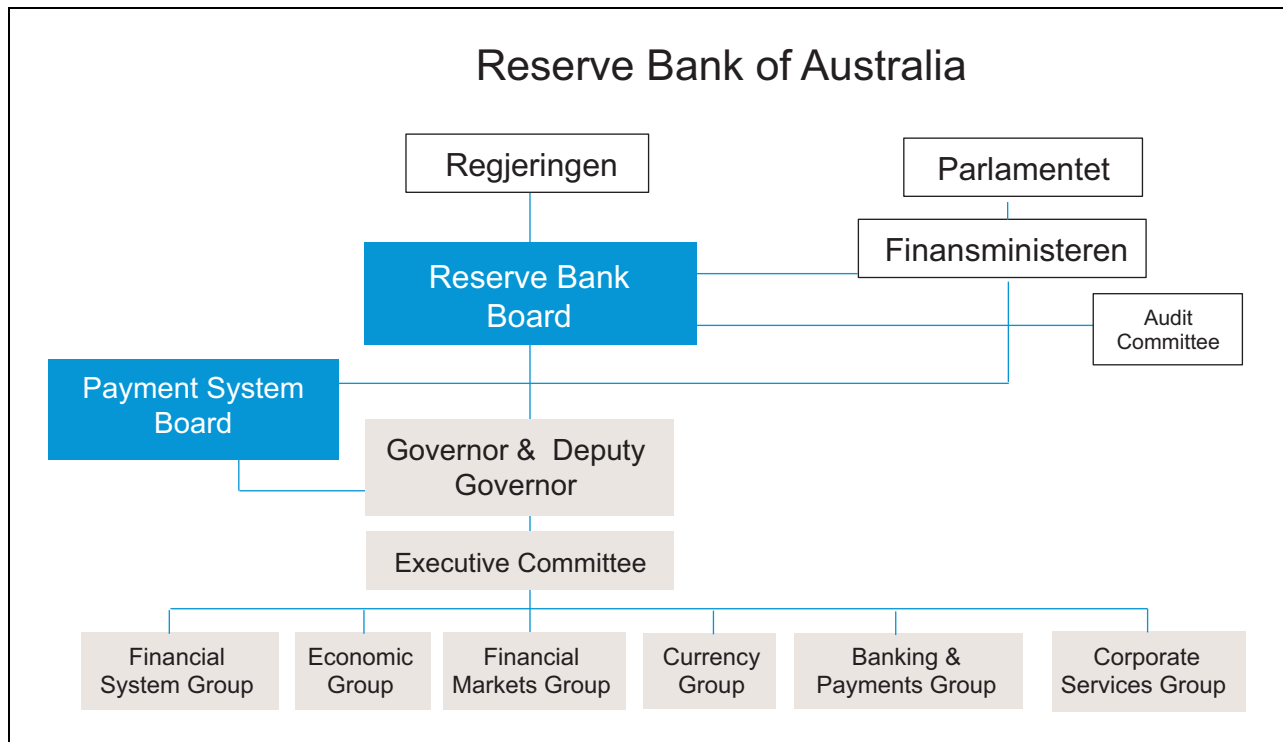 Reserve Bank of Australia
Regjeringen
Parlamentet
Finansministeren
Reserve Bank
Board
Audit
Committee
Payment System
Board
Governor & Deputy
Governor
Executive Committee
Financial
System Group
Economic
Group
Financial
Markets Group
Currency
Group
Banking &
Payments Group
Corporate
Services Group